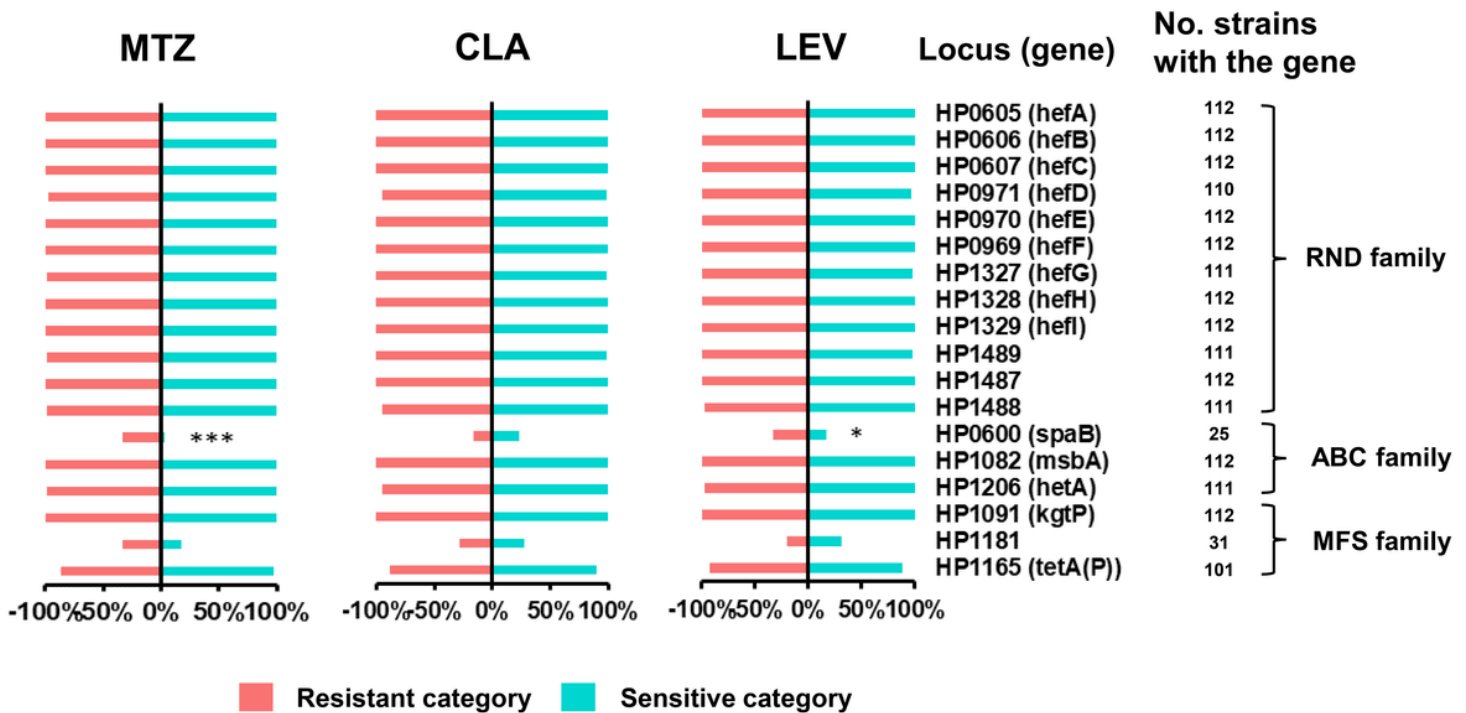 MTZ CLA LEV Locus (gene) No. strains
with the gene
HP0605 (hefA) 112
HP0606 (hefB) 112
HP0607 (hefC) 112
HP0971 (hefD) 110
HP0970 (hefE) 112
HP0969 (hefF) 112
RND family
HP1327 (hefG) 111
HP1328 (hefH) 112
HP1329 (hefI) 112
HP1489 111
HP1487 112
HP1488 111
*** * HP0600 (spaB) 25
ABC family
HP1082 (msbA) 112
HP1206 (hetA) 111
HP1091 (kgtP) 112
HP1181 31
MFS family
HP1165 (tetA(P)) 101
-100% -50% 0% 50% 100% -100% -50% 0% 50% 100% -100% -50% 0% 50% 100%
Resistant category Sensitive category